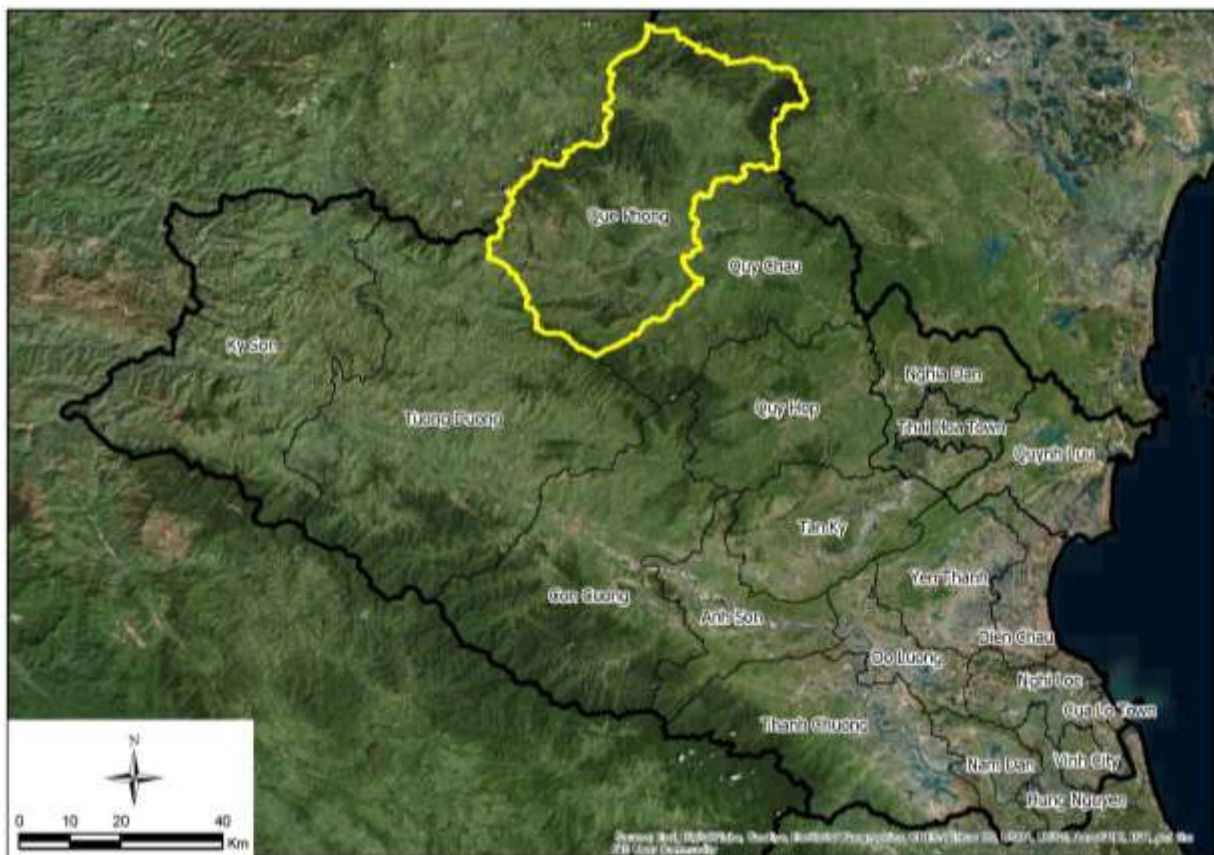 Que Phong
Quy Chau
Ky Son
Nghia Dan
Tuong Duong
Quy Hop
Thai Hoa Town
Quynh Luu
Tan Ky
Yen Thanh
Con Cuong
Anh Son
Dien Chau
Do Luong
Nghi Loc
Cua Lo Town
Thanh Chuong
Nam Dan
Vinh City
Hung Nguyen
N
0 10 20 40
Km